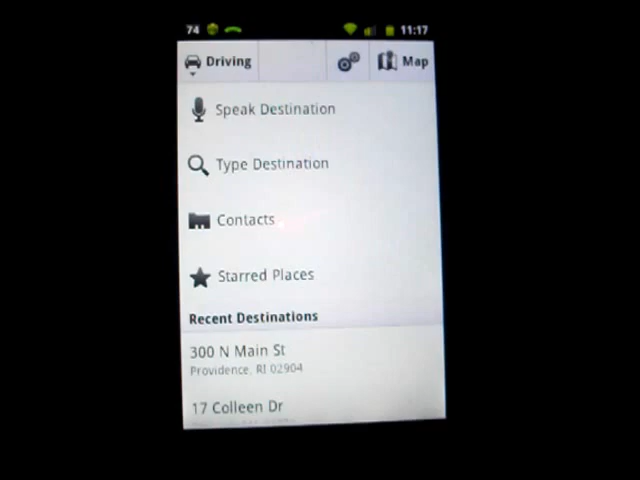 74 11:17
Driving Map
Speak Destination
Type Destination
Contacts
Starred Places
Recent Destinations
300 N Main St
Providence, RI 02904
17 Colleen Dr